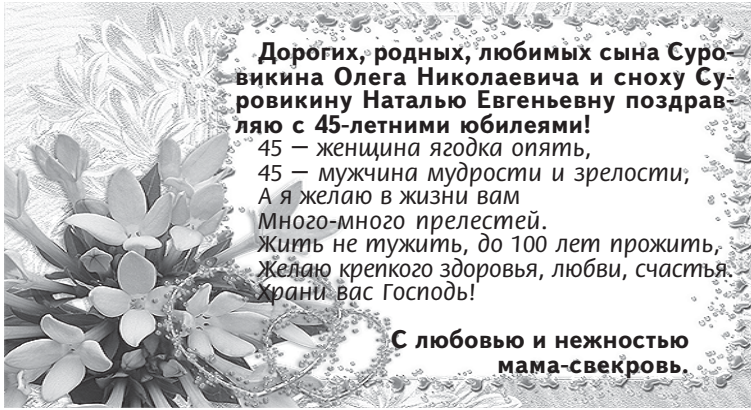 Дорогих, родных, любимых сына Суро-
викина Олега Николаевича и сноху Су-
ровикину Наталью Евгеньевну поздрав-
ляю с 45-летними юбилеями!
45 – женщина ягодка опять,
45 – мужчина мудрости и зрелости,
А я желаю в жизни вам
Много-много прелестей.
Жить не тужить, до 100 лет прожить,
Желаю крепкого здоровья, любви, счастья.
Храни вас Господь!
С любовью и нежностью
мама-свекровь.